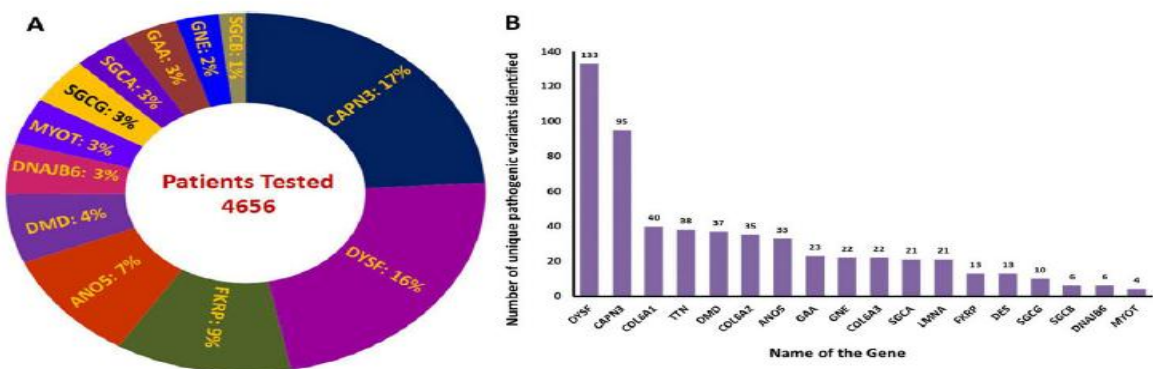 A
CAPN3: 17%
DYSF: 16%
FKRP: 9%
ANO5: 7%
DMD: 4%
DNAJB6: 3%
MYOT: 3%
SGCG: 3%
SGCA: 3%
GAA: 3%
GNE: 2%
SGCB: 1%
Patients Tested
4656
B
Number of unique pathogenic variants identified
140
120
100
80
60
40
20
0
133
95
40
38
37
35
33
23
22
22
21
21
13
13
10
6
6
4
DYSF
CAPN3
COL6A1
TTN
DMD
COL6A2
ANO5
GAA
GNE
COL6A3
SGCA
LMNA
FKRP
DES
SGCG
SGCB
DNAJB6
MYOT
Name of the Gene